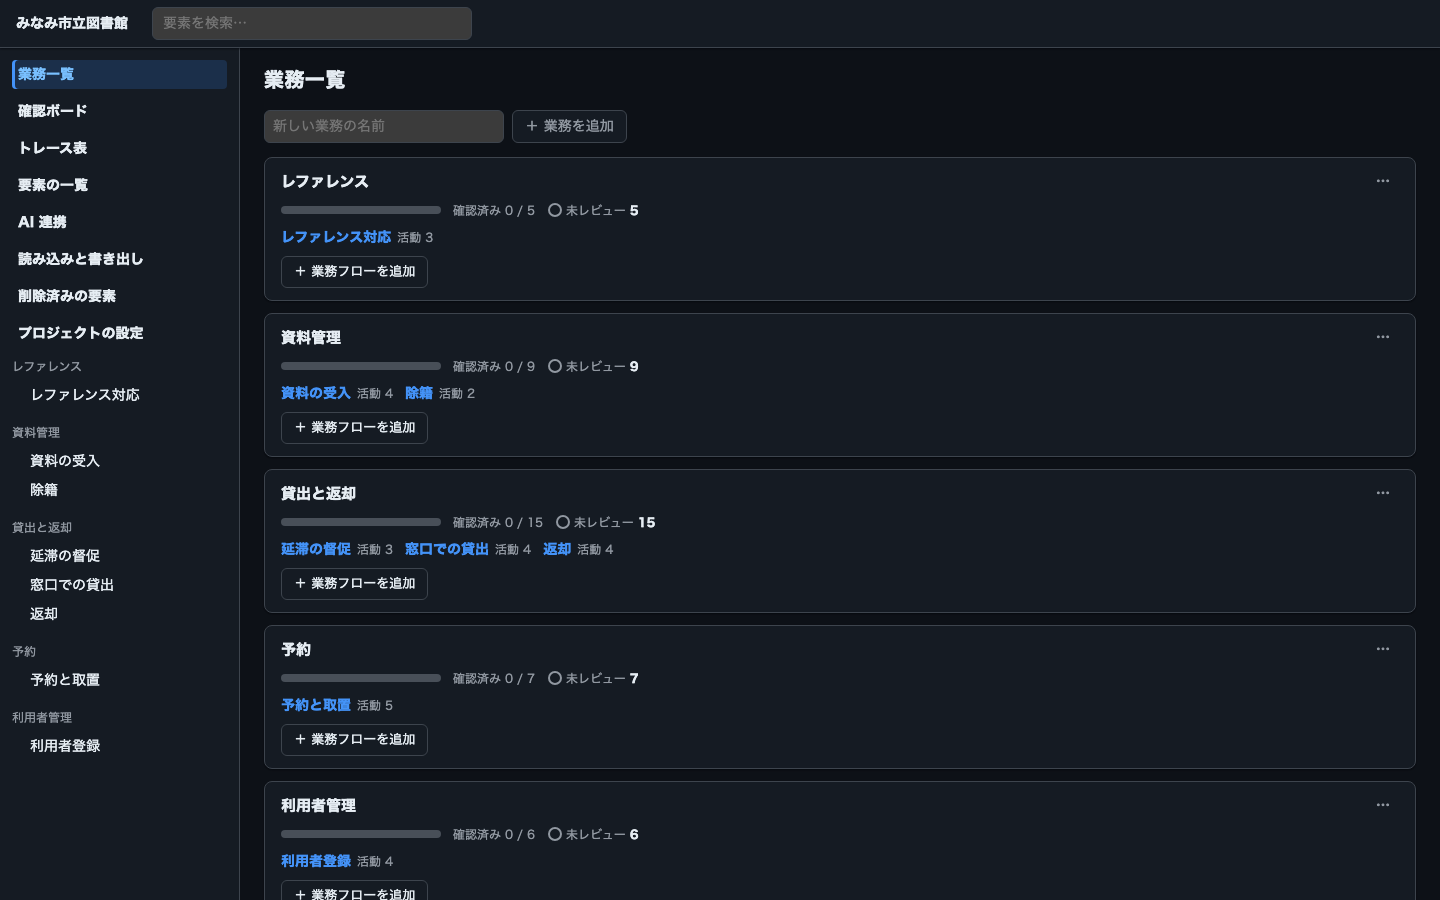 みなみ市立図書館
要素を検索…
業務一覧
確認ボード
トレース表
要素の一覧
AI 連携
読み込みと書き出し
削除済みの要素
プロジェクトの設定
レファレンス
レファレンス対応
資料管理
資料の受入
除籍
貸出と返却
延滞の督促
窓口での貸出
返却
予約
予約と取置
利用者管理
利用者登録
業務一覧
新しい業務の名前
＋ 業務を追加
レファレンス
…
確認済み 0 / 5 未レビュー 5
レファレンス対応 活動 3
＋ 業務フローを追加
資料管理
…
確認済み 0 / 9 未レビュー 9
資料の受入 活動 4 除籍 活動 2
＋ 業務フローを追加
貸出と返却
…
確認済み 0 / 15 未レビュー 15
延滞の督促 活動 3 窓口での貸出 活動 4 返却 活動 4
＋ 業務フローを追加
予約
…
確認済み 0 / 7 未レビュー 7
予約と取置 活動 5
＋ 業務フローを追加
利用者管理
…
確認済み 0 / 6 未レビュー 6
利用者登録 活動 4
＋ 業務フローを追加